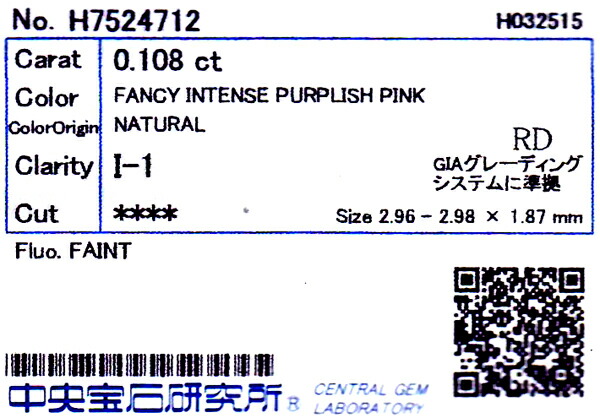 No. H7524712 H032515
Carat 0.108 ct
Color FANCY INTENSE PURPLISH PINK
ColorOrigin NATURAL
RD
Clarity I-1 GIAグレーディング
システムに準拠
Cut **** Size 2.96 - 2.98 × 1.87 mm
Fluo. FAINT
中央宝石研究所® CENTRAL GEM
LABORATORY